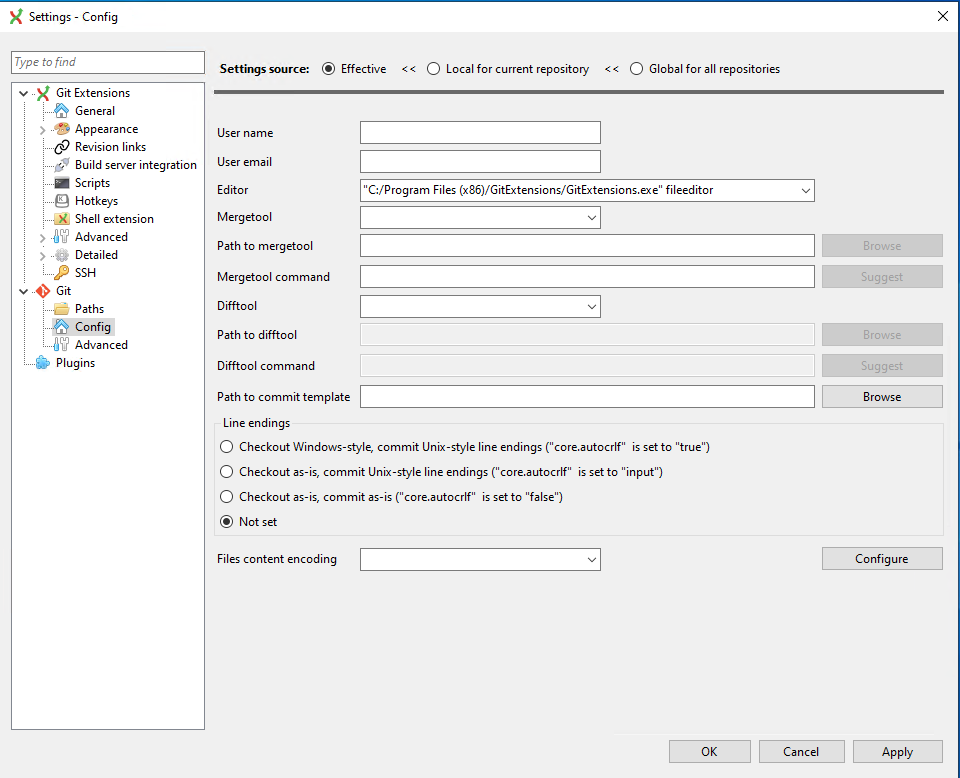 Settings - Config
Type to find
Settings source: Effective << Local for current repository << Global for all repositories
Git Extensions
General
Appearance
Revision links
Build server integration
Scripts
Hotkeys
Shell extension
Advanced
Detailed
SSH
Git
Paths
Config
Advanced
Plugins
User name
User email
Editor "C:/Program Files (x86)/GitExtensions/GitExtensions.exe" fileeditor
Mergetool
Path to mergetool Browse
Mergetool command Suggest
Difftool
Path to difftool Browse
Difftool command Suggest
Path to commit template Browse
Line endings
Checkout Windows-style, commit Unix-style line endings ("core.autocrlf" is set to "true")
Checkout as-is, commit Unix-style line endings ("core.autocrlf" is set to "input")
Checkout as-is, commit as-is ("core.autocrlf" is set to "false")
Not set
Files content encoding Configure
OK Cancel Apply